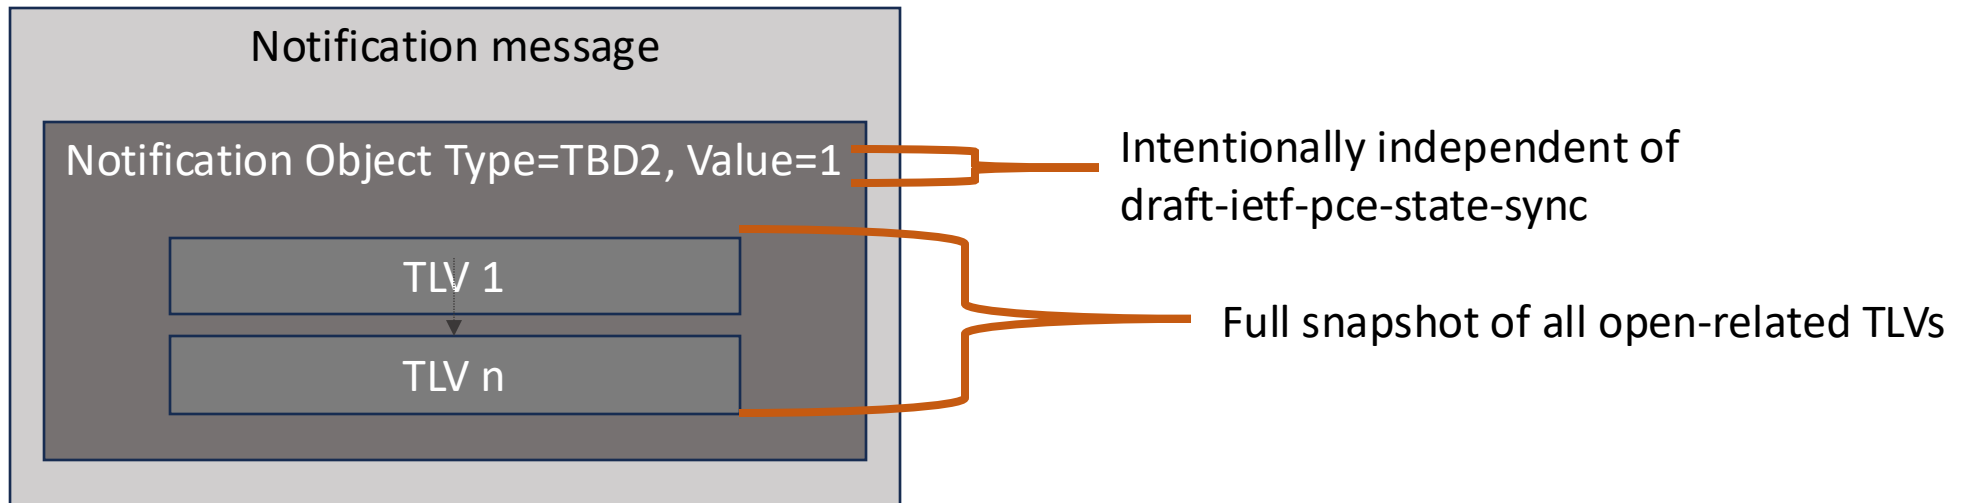 Notification message
Notification Object Type=TBD2, Value=1
Intentionally independent of
draft-ietf-pce-state-sync
TLV 1
TLV n
Full snapshot of all open-related TLVs